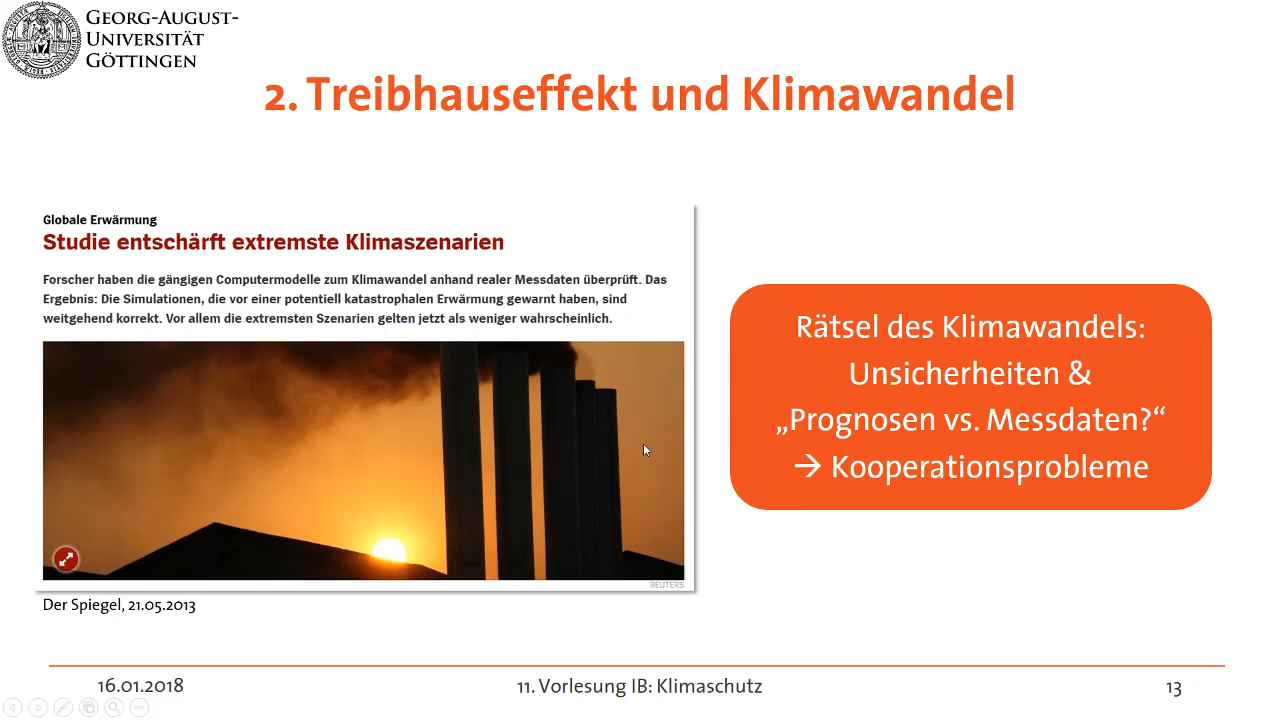 GEORG-AUGUST-
UNIVERSITÄT
GÖTTINGEN
2. Treibhauseffekt und Klimawandel
Globale Erwärmung
Studie entschärft extremste Klimaszenarien
Forscher haben die gängigen Computermodelle zum Klimawandel anhand realer Messdaten überprüft. Das
Ergebnis: Die Simulationen, die vor einer potentiell katastrophalen Erwärmung gewarnt haben, sind
weitgehend korrekt. Vor allem die extremsten Szenarien gelten jetzt als weniger wahrscheinlich.
REUTERS
Der Spiegel, 21.05.2013
Rätsel des Klimawandels:
Unsicherheiten &
„Prognosen vs. Messdaten?“
→ Kooperationsprobleme
16.01.2018
11. Vorlesung IB: Klimaschutz
13